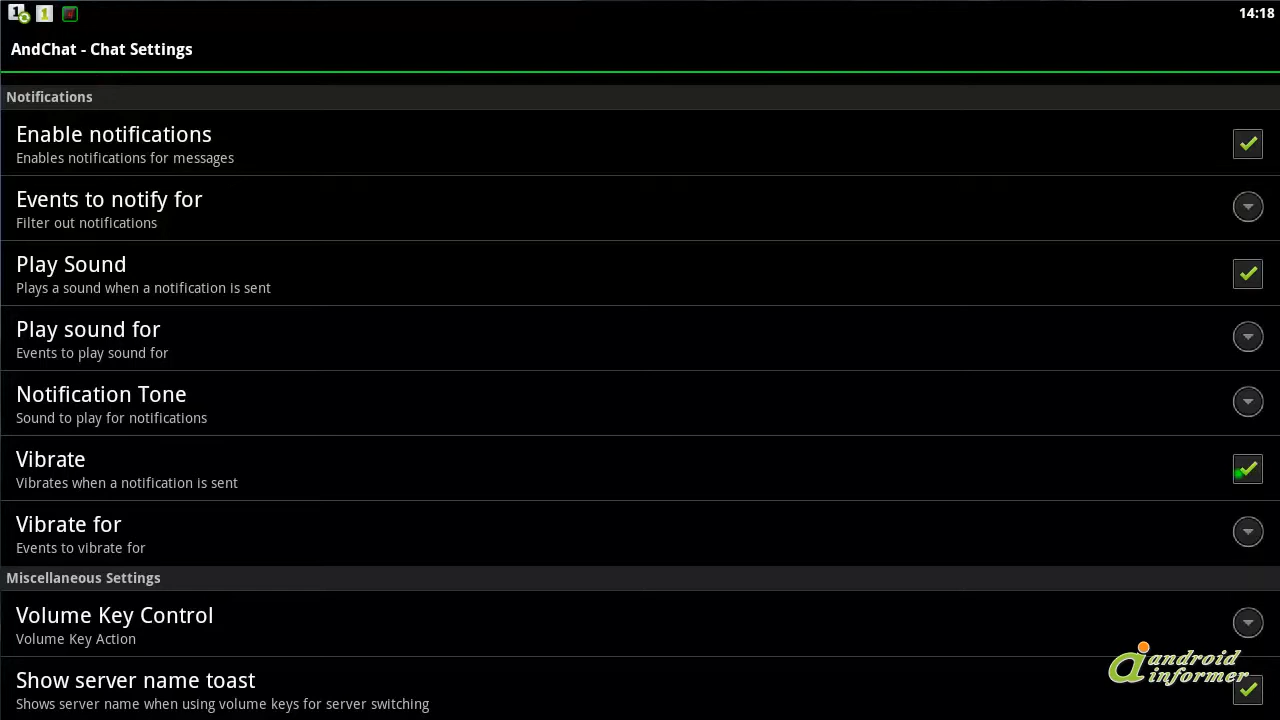 14:18
AndChat - Chat Settings
Notifications
Enable notifications
Enables notifications for messages
Events to notify for
Filter out notifications
Play Sound
Plays a sound when a notification is sent
Play sound for
Events to play sound for
Notification Tone
Sound to play for notifications
Vibrate
Vibrates when a notification is sent
Vibrate for
Events to vibrate for
Miscellaneous Settings
Volume Key Control
Volume Key Action
android
informer
Show server name toast
Shows server name when using volume keys for server switching